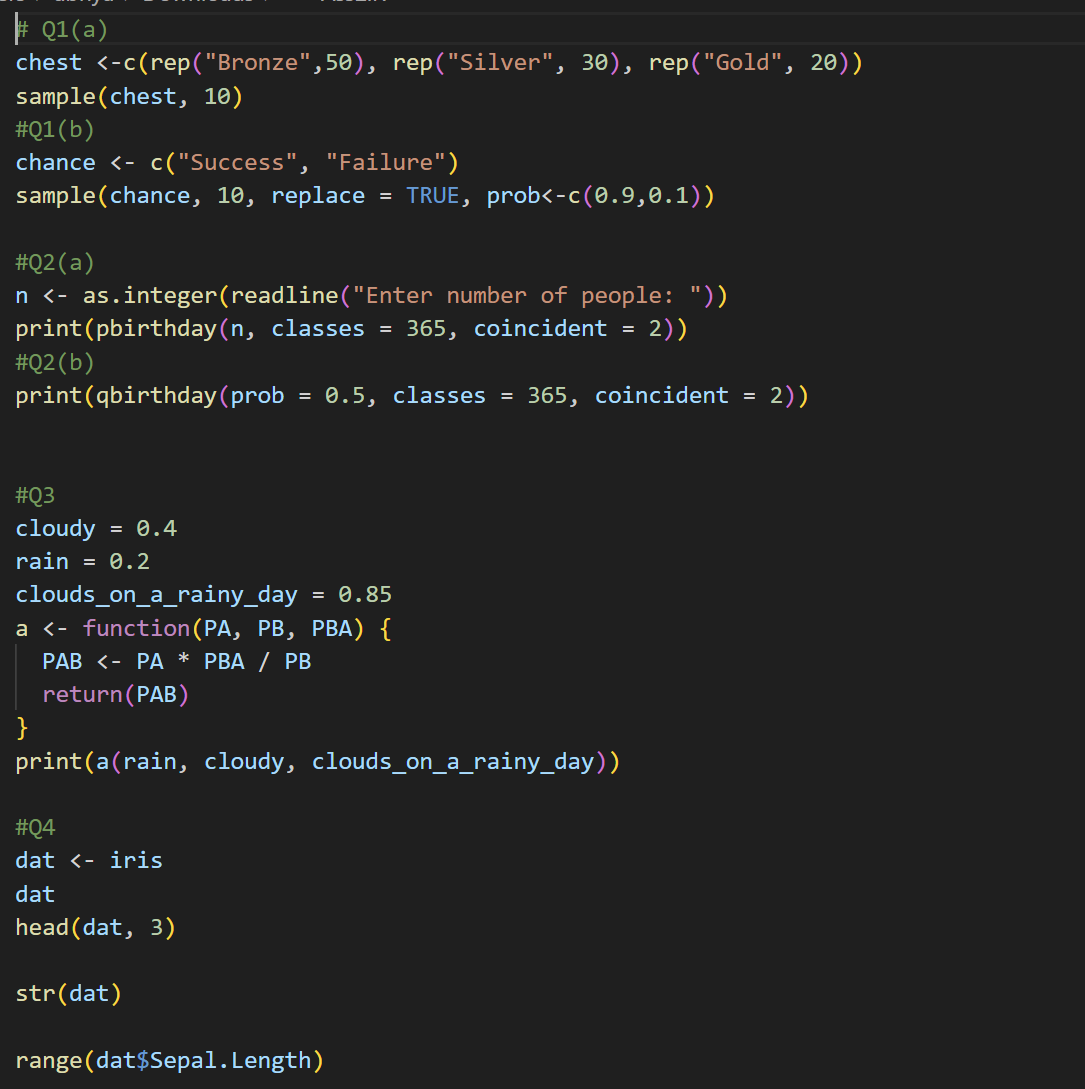 # Q1(a)
chest <-c(rep("Bronze",50), rep("Silver", 30), rep("Gold", 20))
sample(chest, 10)
#Q1(b)
chance <- c("Success", "Failure")
sample(chance, 10, replace = TRUE, prob<-c(0.9,0.1))
#Q2(a)
n <- as.integer(readline("Enter number of people: "))
print(pbirthday(n, classes = 365, coincident = 2))
#Q2(b)
print(qbirthday(prob = 0.5, classes = 365, coincident = 2))
#Q3
cloudy = 0.4
rain = 0.2
clouds_on_a_rainy_day = 0.85
a <- function(PA, PB, PBA) {
PAB <- PA * PBA / PB
return(PAB)
}
print(a(rain, cloudy, clouds_on_a_rainy_day))
#Q4
dat <- iris
dat
head(dat, 3)
str(dat)
range(dat$Sepal.Length)